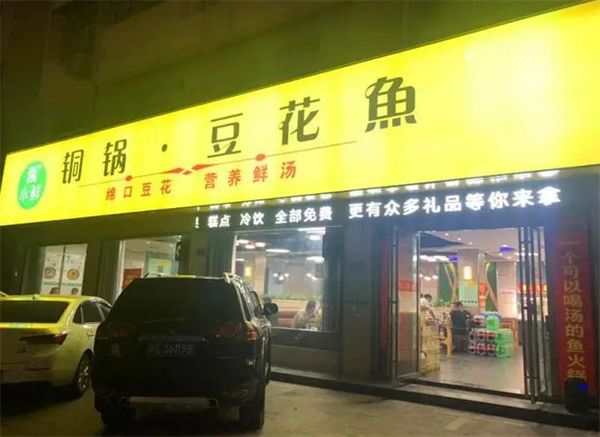 铜锅·豆花魚
小鲜
绵口豆花 营养鲜汤
糕点 冷饮 全部免费 更有众多礼品等你来拿
一个可以喝汤的鱼火锅